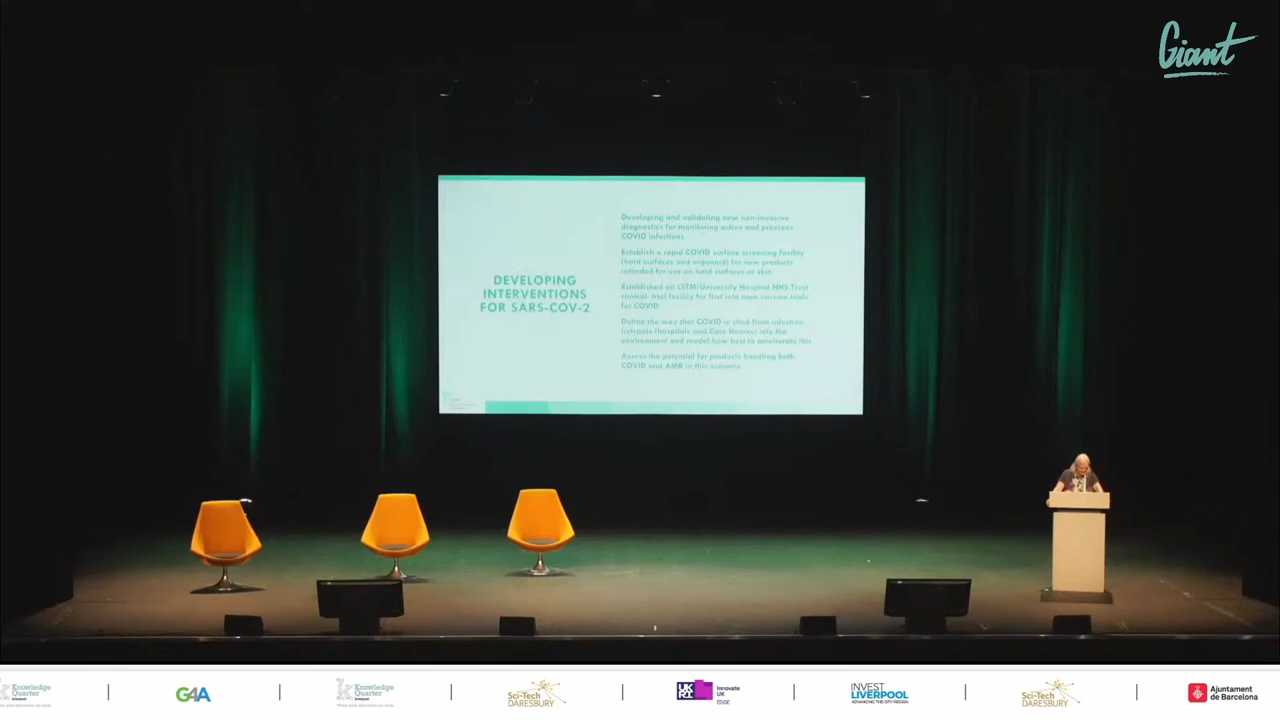 Giant
Developing and validating new non-invasive
diagnostics for monitoring active and previous
COVID infections
Establish a rapid COVID surface screening facility
(hard surfaces and organoid) for new products
intended for use on hard surfaces or skin
DEVELOPING
INTERVENTIONS
FOR SARS-COV-2
Established an LSTM/University Hospital NHS Trust
clinical trial facility for first into man vaccine trials
for COVID
Define the way that COVID is shed from infection
hotspots (hospitals and Care Homes) into the
environment and model how best to ameliorate this
Assess the potential for products handling both
COVID and AMR in this scenario
Knowledge
Quarter
G4A
Knowledge
Quarter
Sci-Tech
DARESBURY
UKRI
Innovate
UK
EDGE
INVEST
LIVERPOOL
ADVANCING THE CITY REGION
Sci-Tech
DARESBURY
Ajuntament
de Barcelona